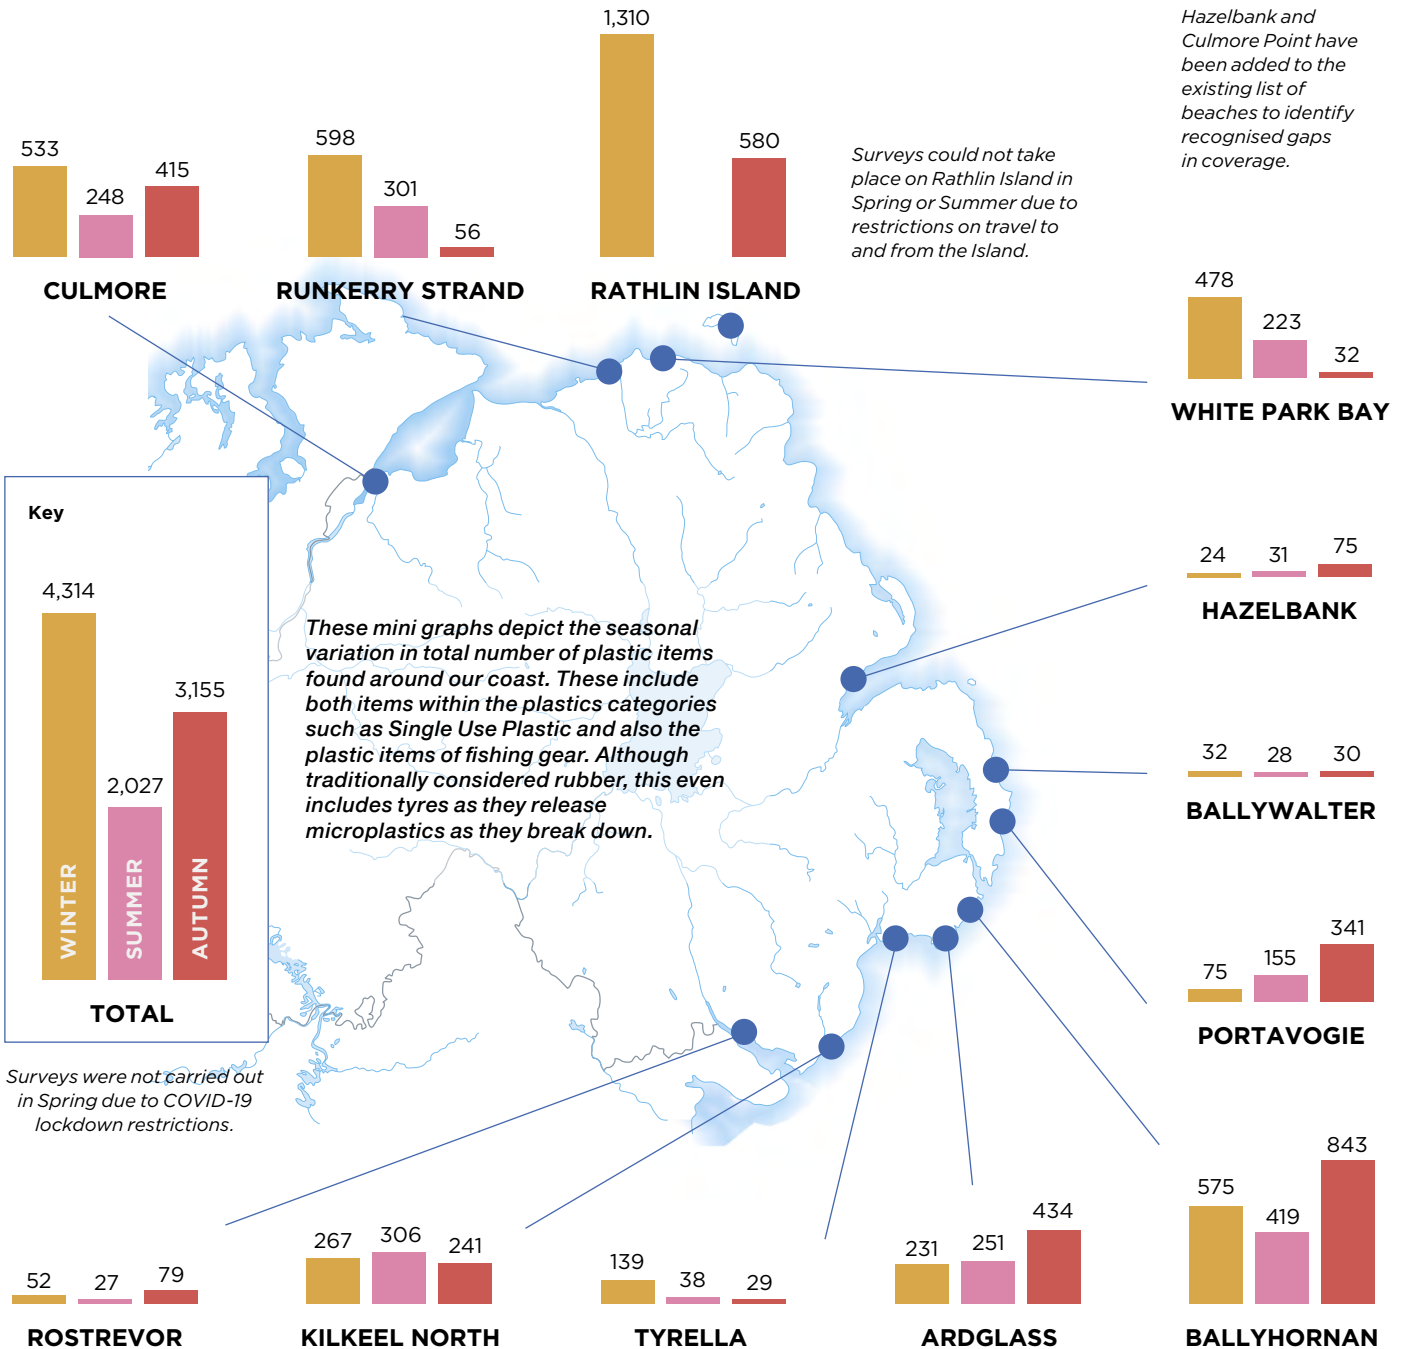 1,310
580
RATHLIN ISLAND
Surveys could not take
place on Rathlin Island in
Spring or Summer due to
restrictions on travel to
and from the Island.
Hazelbank and
Culmore Point have
been added to the
existing list of
beaches to identify
recognised gaps
in coverage.
533
248
415
CULMORE
598
301
56
RUNKERRY STRAND
478
223
32
WHITE PARK BAY
Key
4,314
2,027
3,155
WINTER
SUMMER
AUTUMN
TOTAL
Surveys were not carried out
in Spring due to COVID-19
lockdown restrictions.
These mini graphs depict the seasonal
variation in total number of plastic items
found around our coast. These include
both items within the plastics categories
such as Single Use Plastic and also the
plastic items of fishing gear. Although
traditionally considered rubber, this even
includes tyres as they release
microplastics as they break down.
24
31
75
HAZELBANK
32
28
30
BALLYWALTER
75
155
341
PORTAVOGIE
52
27
79
ROSTREVOR
267
306
241
KILKEEL NORTH
139
38
29
TYRELLA
231
251
434
ARDGLASS
575
419
843
BALLYHORNAN